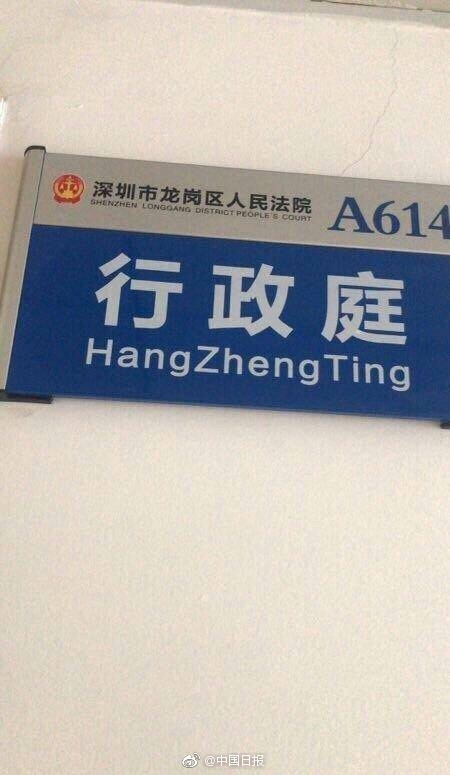 深圳市龙岗区人民法院 A614
SHENZHEN LONGGANG DISTRICT PEOPLE'S COURT
行政庭
HangZhengTing
@中国日报